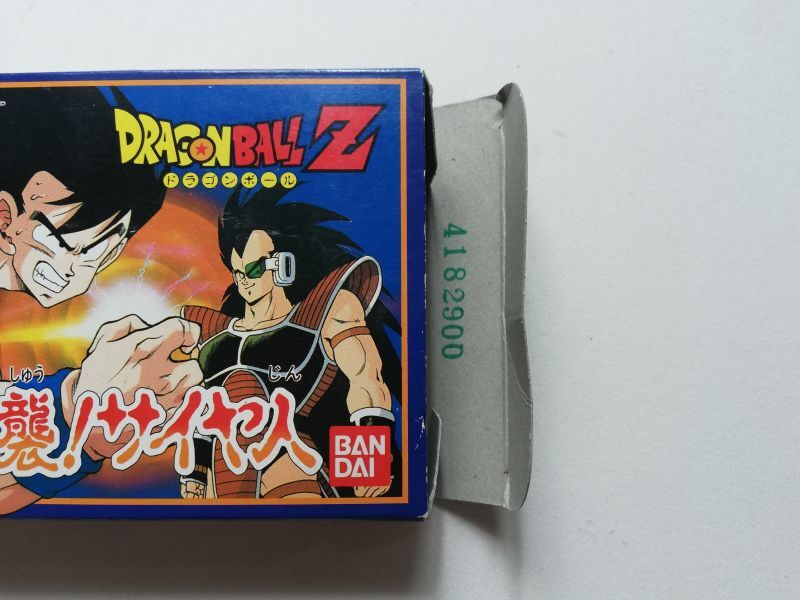 DRAGON BALL Z
ドラゴンボール
しゅう じん
襲!サイヤ人
BAN
DAI
4182900